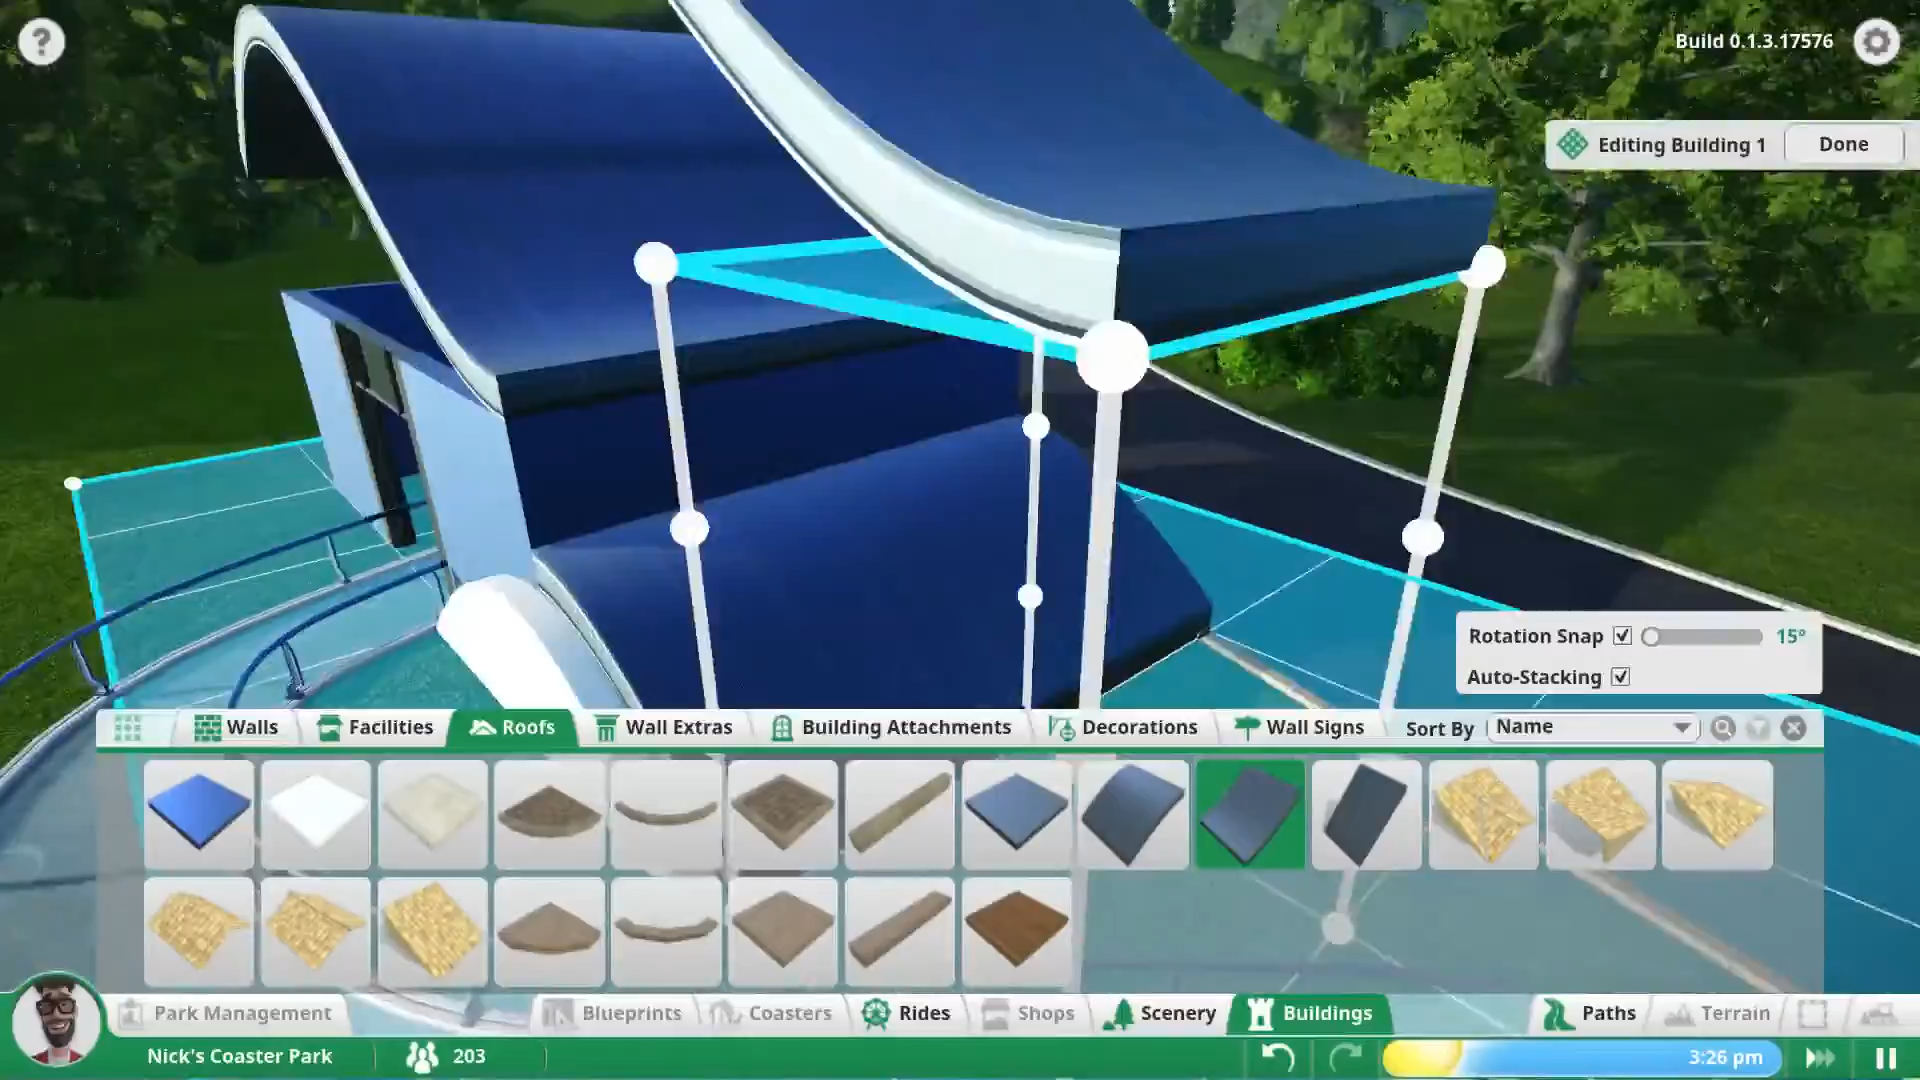 ?
Build 0.1.3.17576
Editing Building 1 Done
Rotation Snap 15°
Auto-Stacking
Walls Facilities Roofs Wall Extras Building Attachments Decorations Wall Signs Sort By Name
Park Management Blueprints Coasters Rides Shops Scenery Buildings Paths Terrain
Nick's Coaster Park 203 3:26 pm